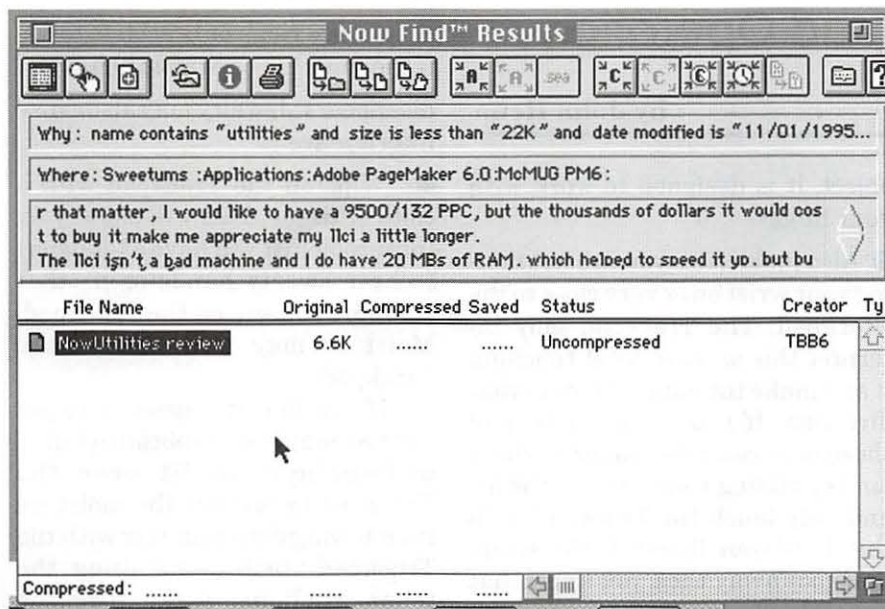 Now Find™ Results
A A sea C C C ?
Why: name contains "utilities" and size is less than "22K" and date modified is "11/01/1995...
Where: Sweetums :Applications:Adobe PageMaker 6.0:McMUG PM6:
r that matter, I would like to have a 9500/132 PPC, but the thousands of dollars it would cos
t to buy it make me appreciate my IIci a little longer.
The IIci isn't a bad machine and I do have 20 MBs of RAM, which helped to speed it up, but bu
File Name Original Compressed Saved Status Creator Ty
NowUtilities review 6.6K ...... ...... Uncompressed TBB6
Compressed: ...... ...... ...... ......